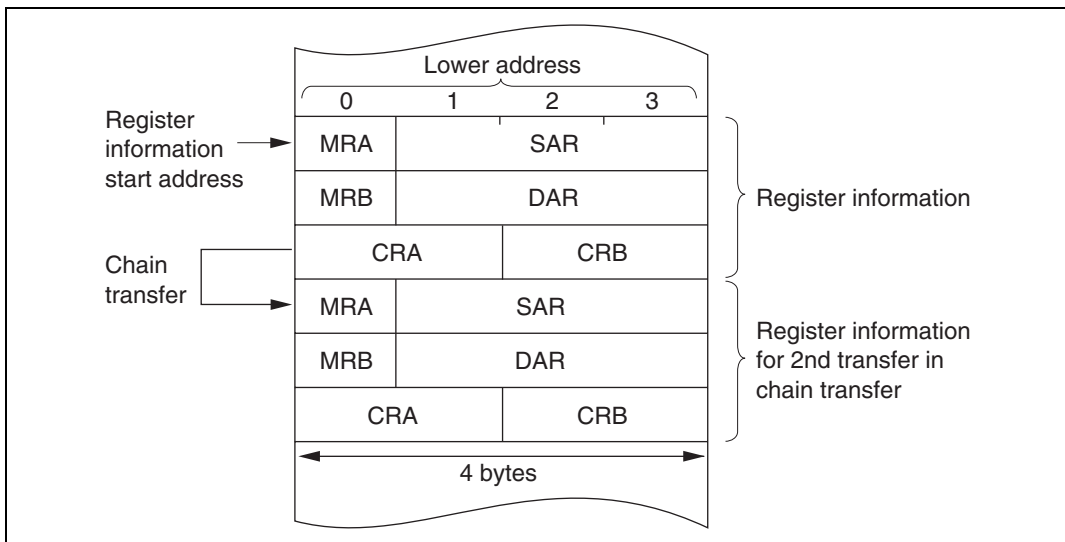 Lower address
0 1 2 3
Register
information
start address
MRA SAR
MRB DAR
CRA CRB
Register information
Chain
transfer
MRA SAR
MRB DAR
CRA CRB
Register information
for 2nd transfer in
chain transfer
4 bytes